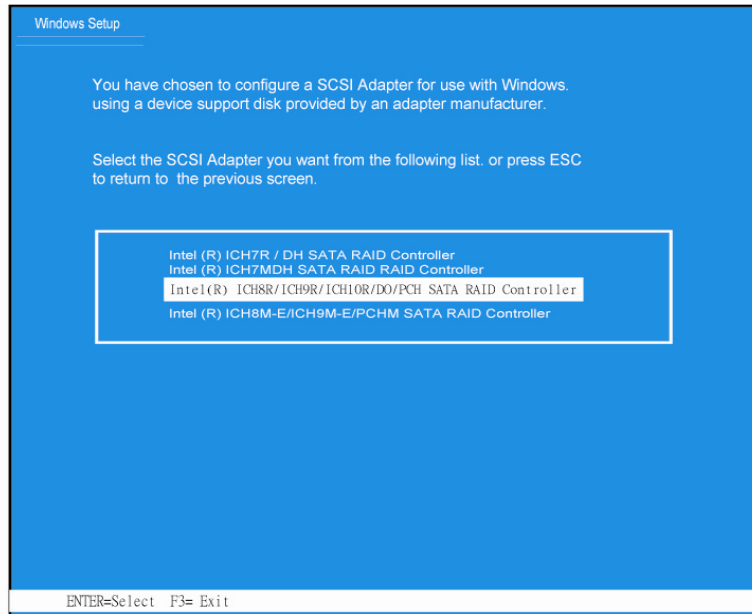 Windows Setup
You have chosen to configure a SCSI Adapter for use with Windows.
using a device support disk provided by an adapter manufacturer.
Select the SCSI Adapter you want from the following list. or press ESC
to return to the previous screen.
Intel (R) ICH7R / DH SATA RAID Controller
Intel (R) ICH7MDH SATA RAID RAID Controller
Intel(R) ICH8R/ICH9R/ICH10R/DO/PCH SATA RAID Controller
Intel (R) ICH8M-E/ICH9M-E/PCHM SATA RAID Controller
ENTER=Select F3= Exit